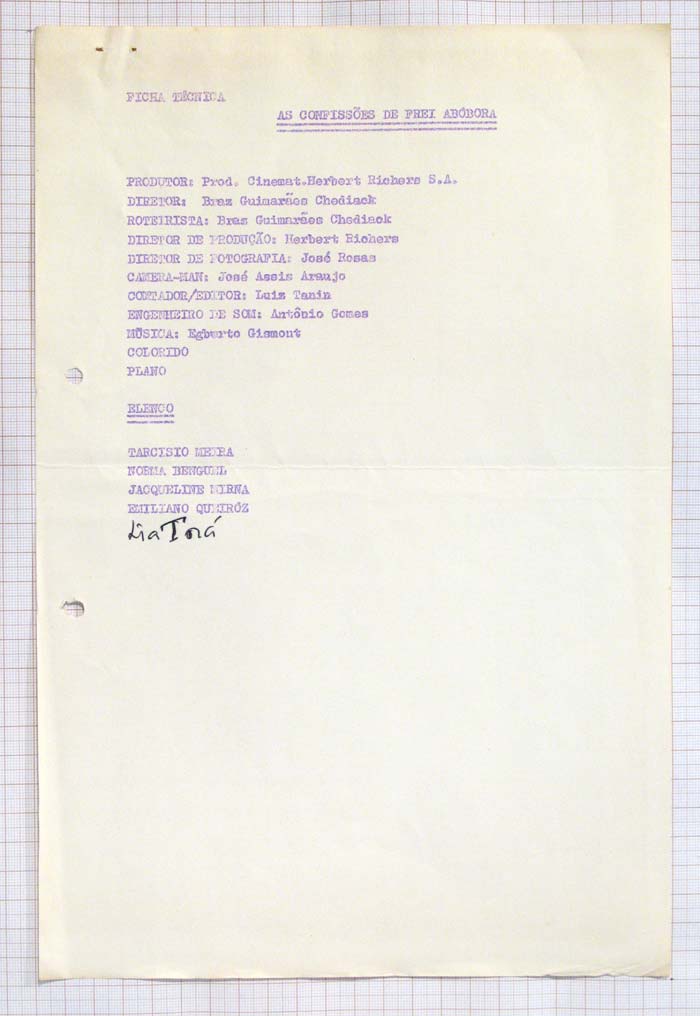 FICHA TÉCNICA
AS CONFISSÕES DE FREI ABÓBORA
PRODUTOR: Prod. Cinemat.Herbert Richers S.A.
DIRETOR: Braz Guimarães Chediack
ROTEIRISTA: Braz Guimarães Chediack
DIRETOR DE PRODUÇÃO: Herbert Richers
DIRETOR DE FOTOGRAFIA: José Rosas
CAMERA-MAN: José Assis Araujo
CONTADOR/EDITOR: Luiz Tanin
ENGENHEIRO DE SOM: Antônio Gomes
MÚSICA: Egberto Gismont
COLORIDO
PLANO
ELENCO
TARCISIO MEIRA
NORMA BENGUEL
JACQUELINE MIRNA
EMILIANO QUEIRÓZ
Lia Torá